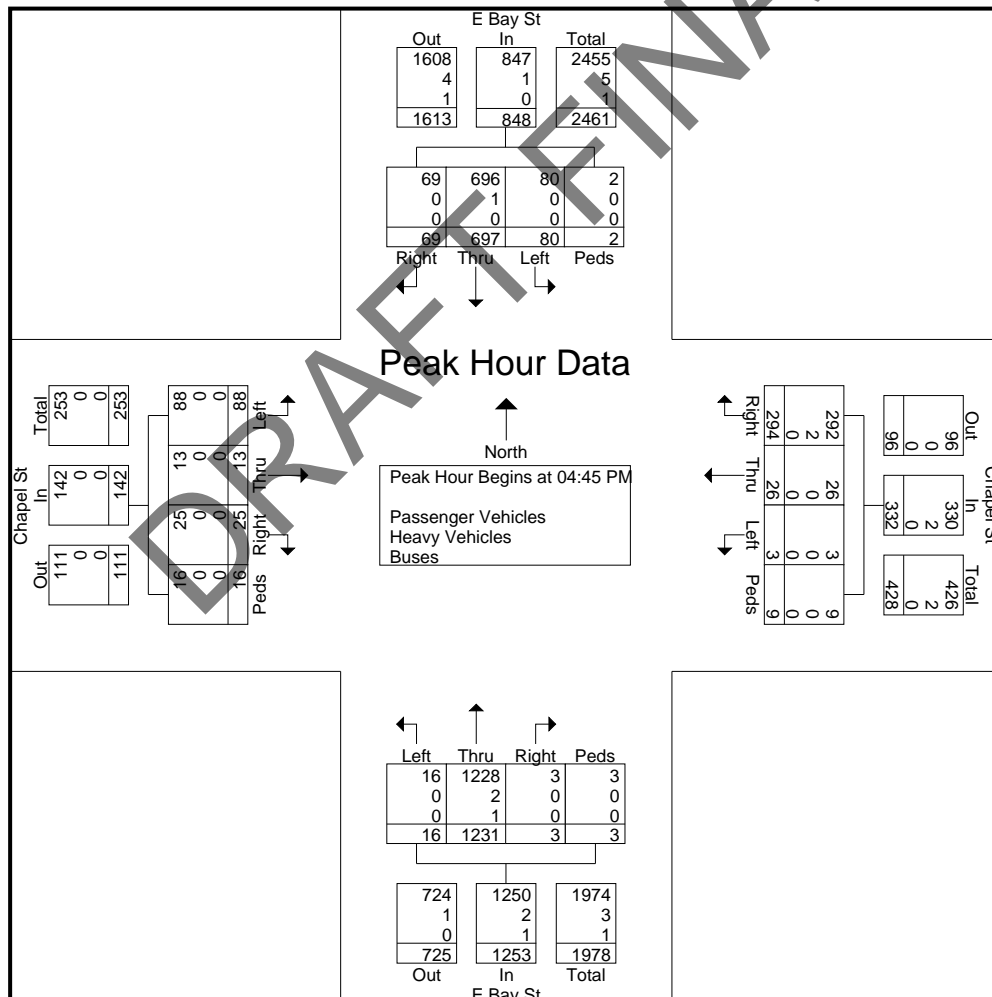 E Bay St
Out In Total
1608 847 2455
4 1 5
1 0 1
1613 848 2461
69 696 80 2
0 1 0 0
0 0 0 0
69 697 80 2
Right Thru Left Peds
Peak Hour Data
North
Peak Hour Begins at 04:45 PM
Passenger Vehicles
Heavy Vehicles
Buses
Chapel St
Out In Total
111 142 253
0 0 0
0 0 0
111 142 253
16 25 13 88
0 0 0 0
0 0 0 0
16 25 13 88
Peds Right Thru Left
Right Thru Left Peds
292 26 3 9
2 0 0 0
0 0 0 0
294 26 3 9
Out In Total
96 330 426
0 2 2
0 0 0
96 332 428
Chapel St
Left Thru Right Peds
16 1228 3 3
0 2 0 0
0 1 0 0
16 1231 3 3
724 1250 1974
1 2 3
0 1 1
725 1253 1978
Out In Total
E Bay St
DRAFT FINA